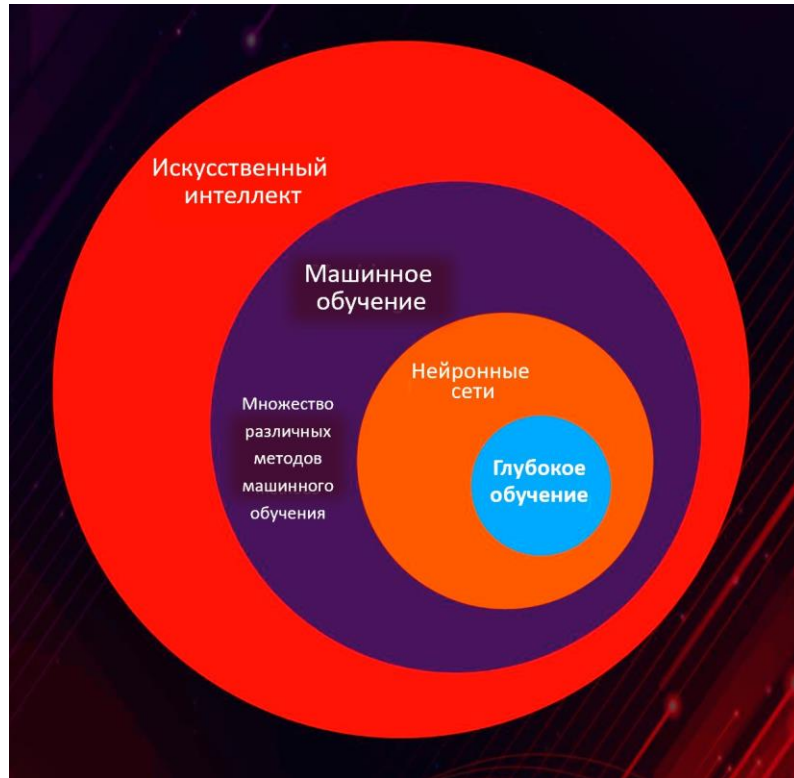 Искусственный
интеллект
Машинное
обучение
Нейронные
сети
Множество
различных
методов
машинного
обучения
Глубокое
обучение